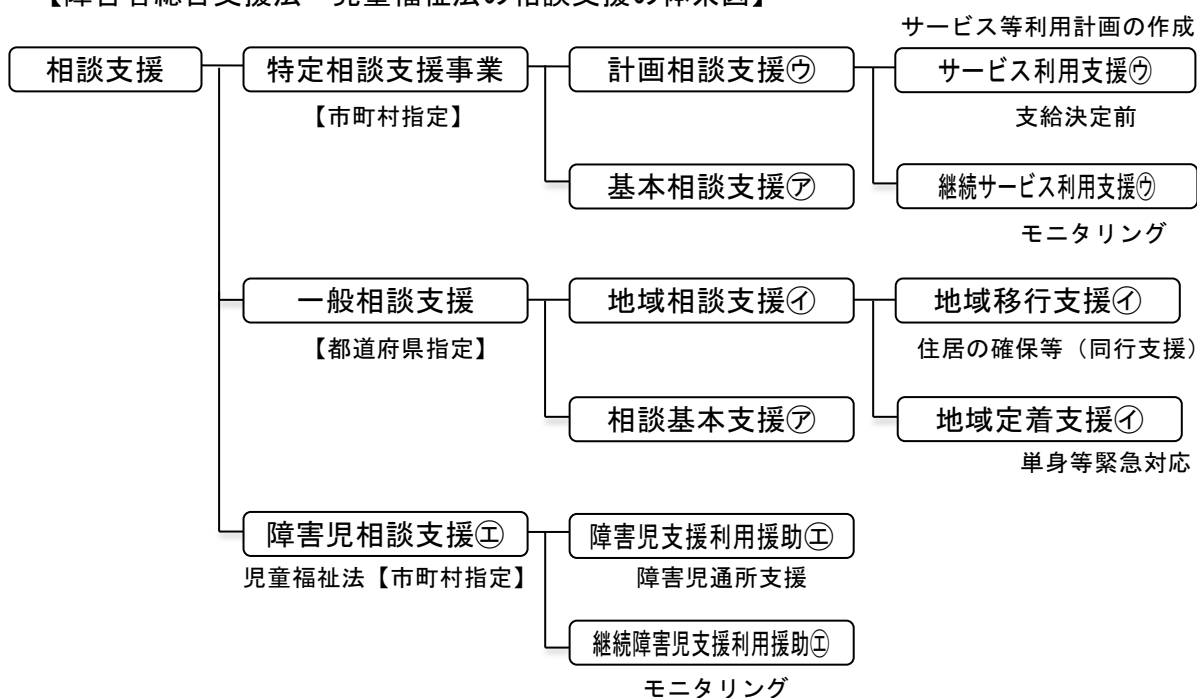 【障害者総合支援法・児童福祉法の相談支援の体系図】
サービス等利用計画の作成
相談支援
特定相談支援事業
計画相談支援㋒
サービス利用支援㋒
【市町村指定】
支給決定前
基本相談支援㋐
継続サービス利用支援㋒
モニタリング
一般相談支援
地域相談支援㋑
地域移行支援㋑
【都道府県指定】
住居の確保等（同行支援）
相談基本支援㋐
地域定着支援㋑
単身等緊急対応
障害児相談支援㋓
障害児支援利用援助㋓
児童福祉法【市町村指定】
障害児通所支援
継続障害児支援利用援助㋓
モニタリング